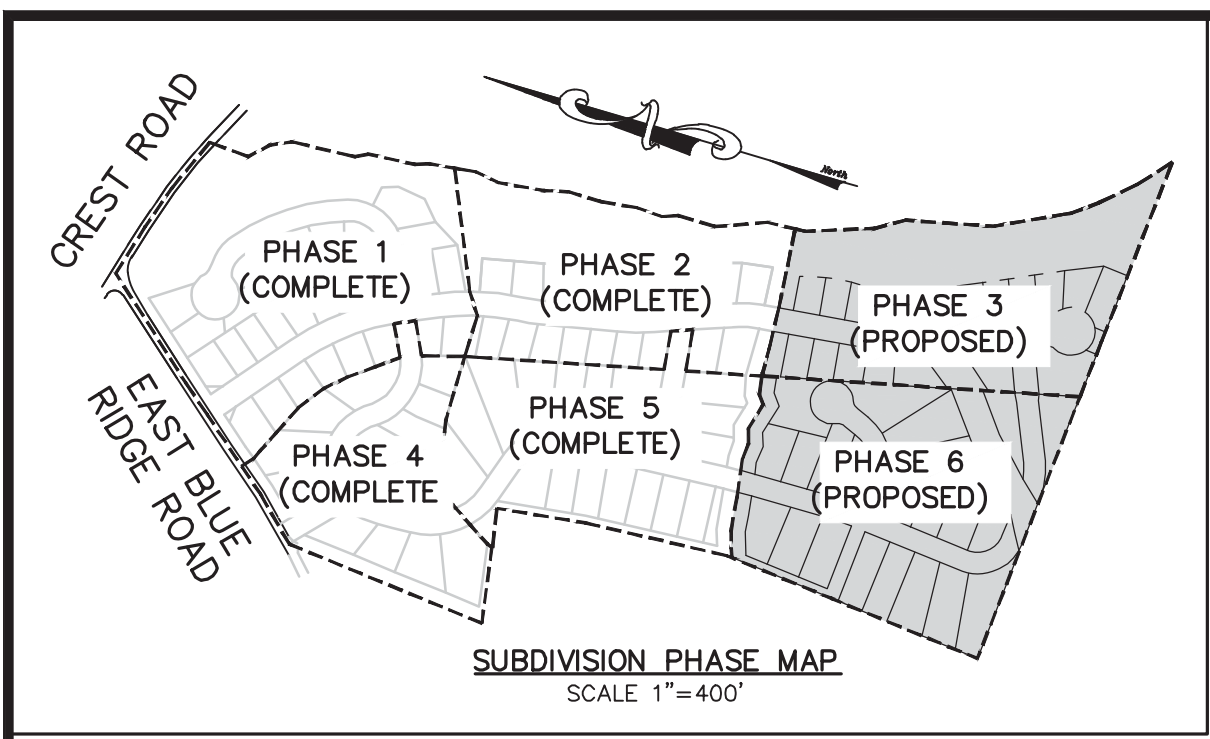 CREST ROAD
North
PHASE 1
(COMPLETE)
PHASE 2
(COMPLETE)
PHASE 3
(PROPOSED)
EAST BLUE
RIDGE ROAD
PHASE 4
(COMPLETE
PHASE 5
(COMPLETE)
PHASE 6
(PROPOSED)
SUBDIVISION PHASE MAP
SCALE 1"=400'